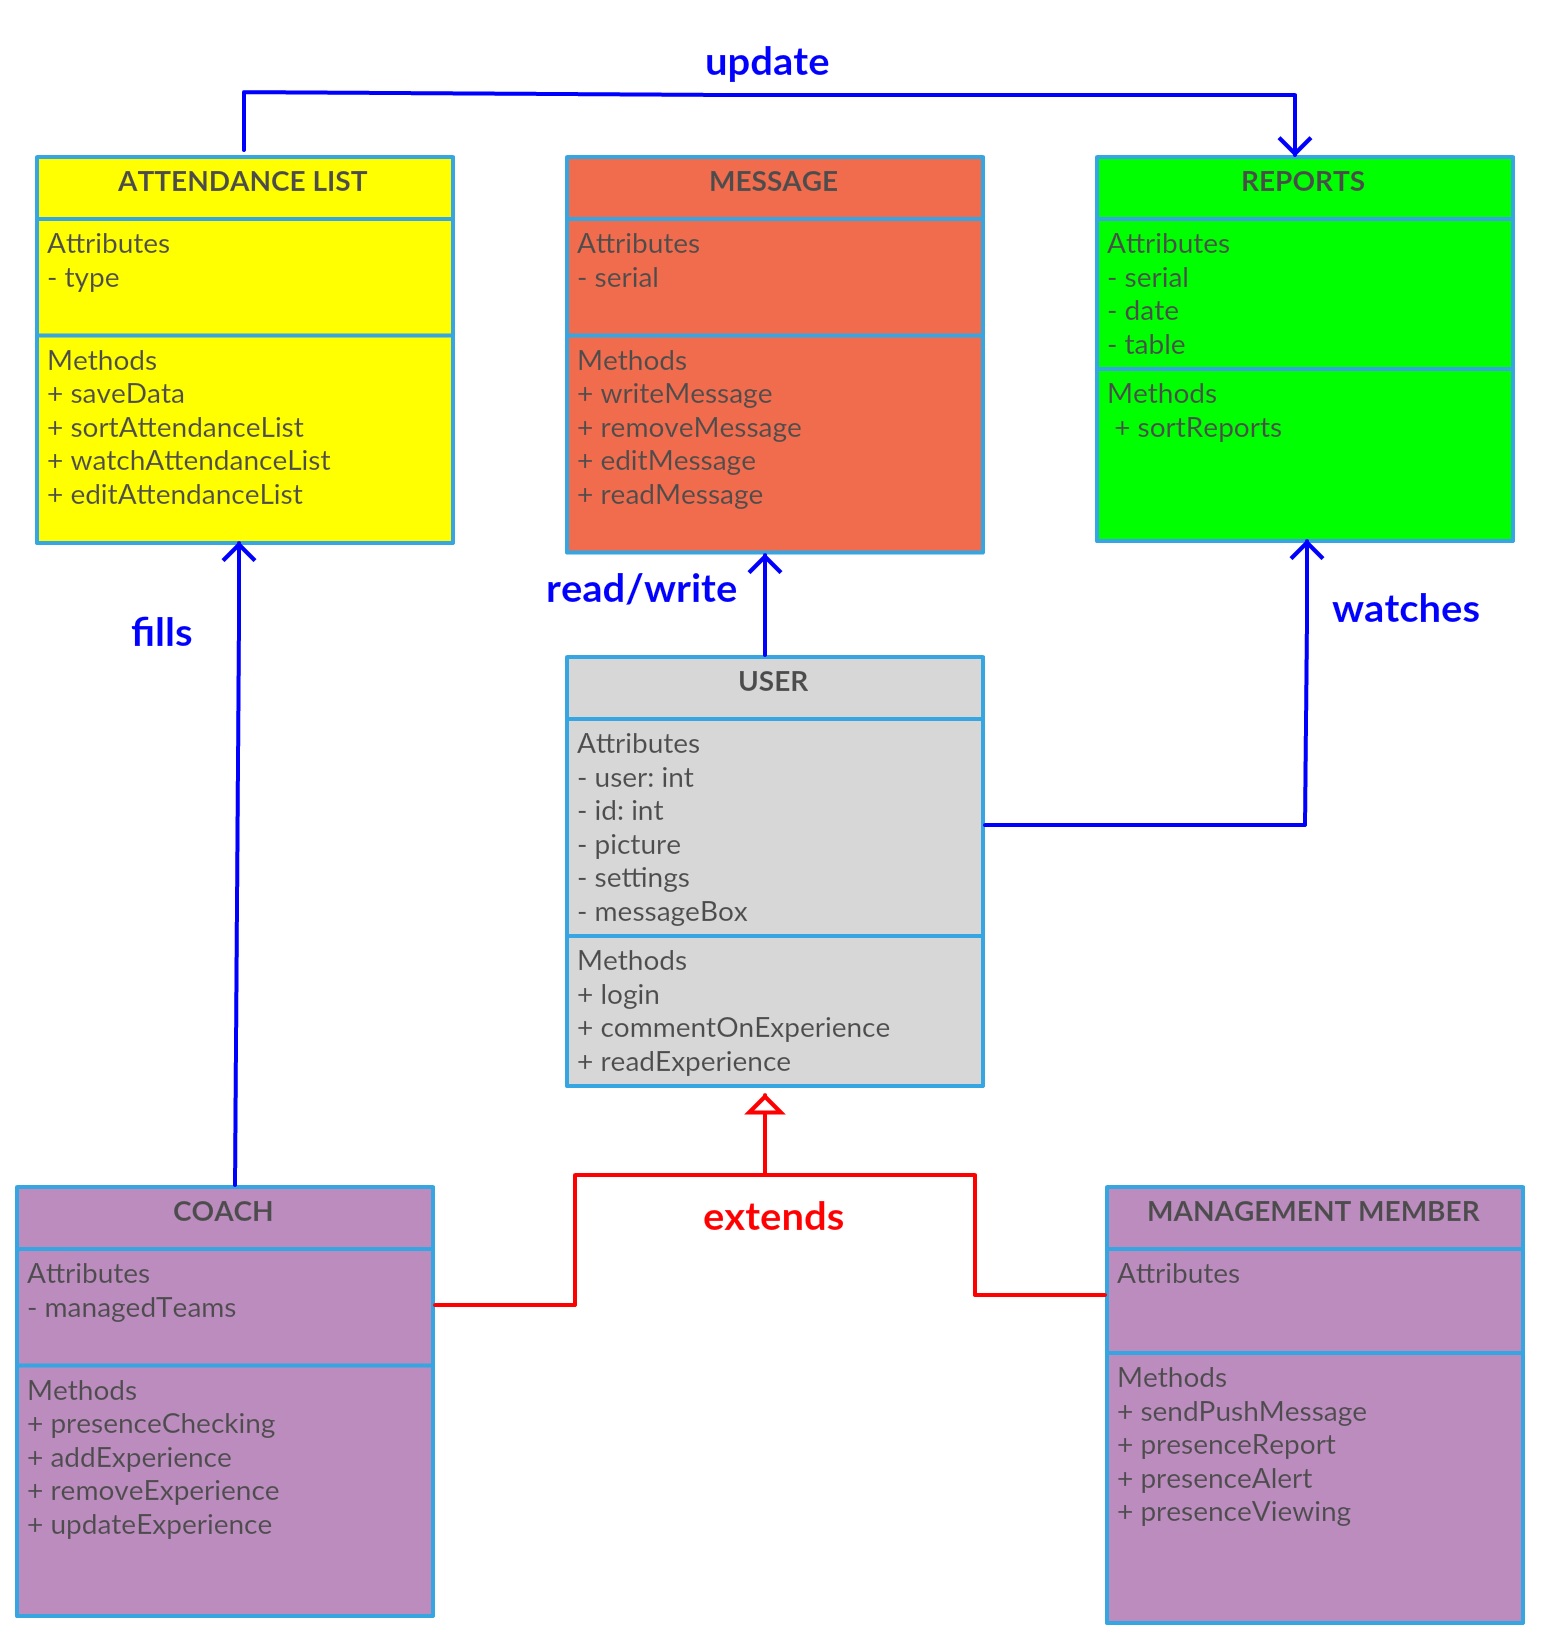 update
ATTENDANCE LIST
Attributes
- type
Methods
+ saveData
+ sortAttendanceList
+ watchAttendanceList
+ editAttendanceList
MESSAGE
Attributes
- serial
Methods
+ writeMessage
+ removeMessage
+ editMessage
+ readMessage
REPORTS
Attributes
- serial
- date
- table
Methods
+ sortReports
fills
read/write
watches
USER
Attributes
- user: int
- id: int
- picture
- settings
- messageBox
Methods
+ login
+ commentOnExperience
+ readExperience
extends
COACH
Attributes
- managedTeams
Methods
+ presenceChecking
+ addExperience
+ removeExperience
+ updateExperience
MANAGEMENT MEMBER
Attributes
Methods
+ sendPushMessage
+ presenceReport
+ presenceAlert
+ presenceViewing